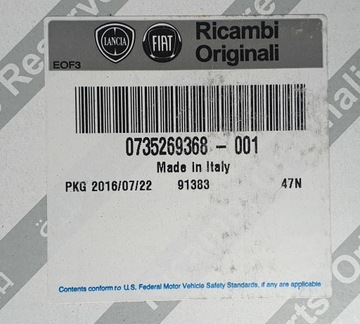 LANCIA
FIAT
Ricambi
Originali
EOF3
0735269368 - 001
Made in Italy
PKG 2016/07/22 91383 47N
Contents conform ro U.S. Federal Motor Vehicle Safety Standards, if any are applicable